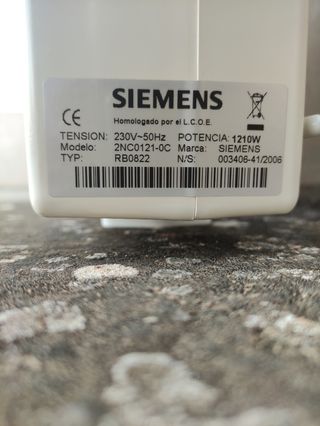 SIEMENS
Homologado por el L.C.O.E.
TENSION: 230V~50Hz POTENCIA: 1210W
Modelo: 2NC0121-0C Marca: SIEMENS
TYP: RB0822 N/S: 003406-41/2006